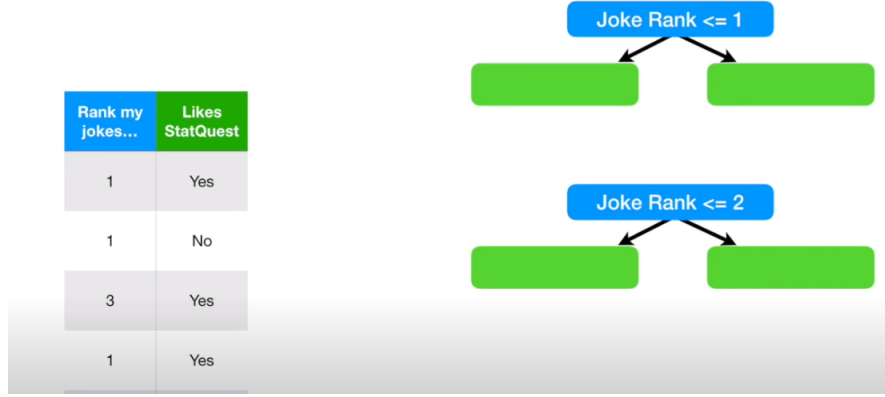 Joke Rank <= 1
Rank my jokes... Likes StatQuest
1 Yes
1 No
Joke Rank <= 2
3 Yes
1 Yes